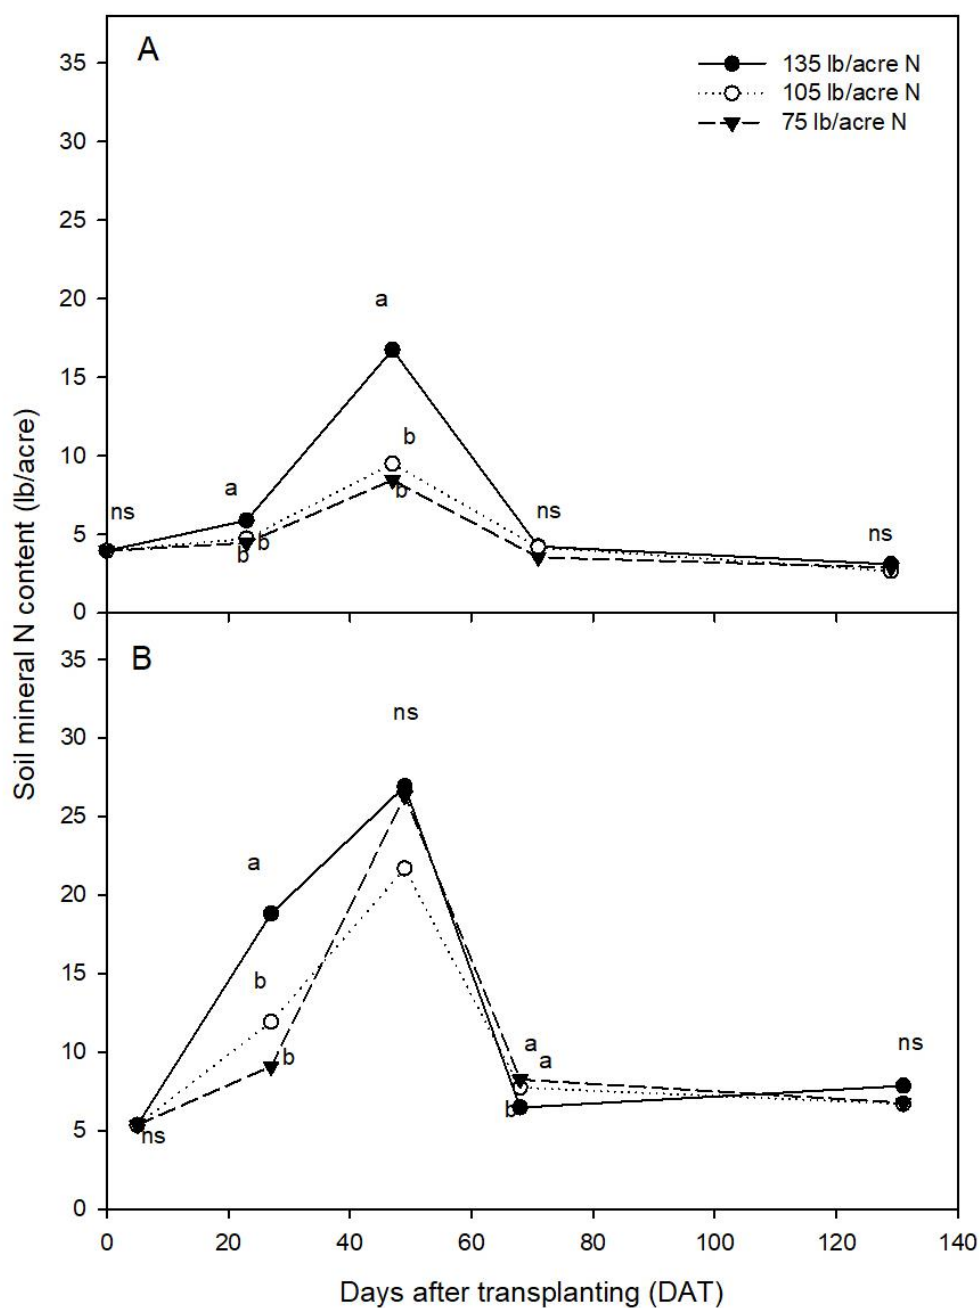 A
135 lb/acre N
105 lb/acre N
75 lb/acre N
35
30
25
20
15
10
5
0
a
b
ns
a
b
ns
b
b
ns
Soil mineral N content (lb/acre)
B
35
30
25
20
15
10
5
0
ns
a
b
b
a
a
b
ns
ns
0 20 40 60 80 100 120 140
Days after transplanting (DAT)